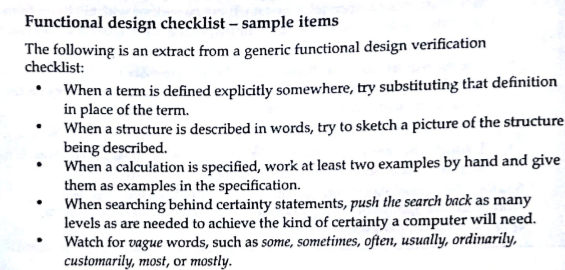 Functional design checklist – sample items
The following is an extract from a generic functional design verification
checklist:
• When a term is defined explicitly somewhere, try substituting that definition
in place of the term.
• When a structure is described in words, try to sketch a picture of the structure
being described.
• When a calculation is specified, work at least two examples by hand and give
them as examples in the specification.
• When searching behind certainty statements, push the search back as many
levels as are needed to achieve the kind of certainty a computer will need.
• Watch for vague words, such as some, sometimes, often, usually, ordinarily,
customarily, most, or mostly.